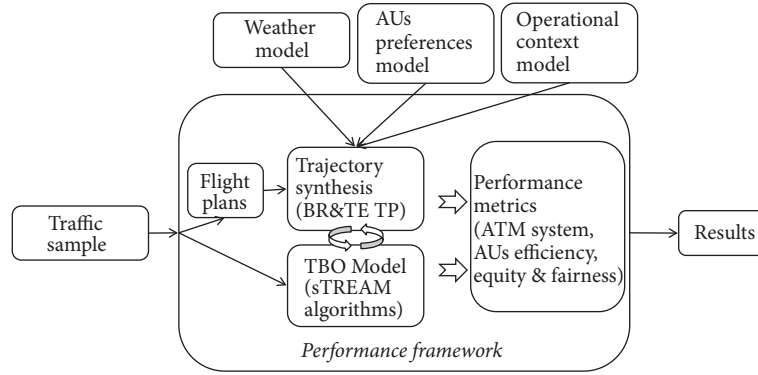 Weather
model
AUs
preferences
model
Operational
context
model
Flight
plans
Trajectory
synthesis
(BR&TE TP)
Traffic
sample
TBO Model
(sTREAM
algorithms)
Performance
metrics
(ATM system,
AUs efficiency,
equity & fairness)
Results
Performance framework